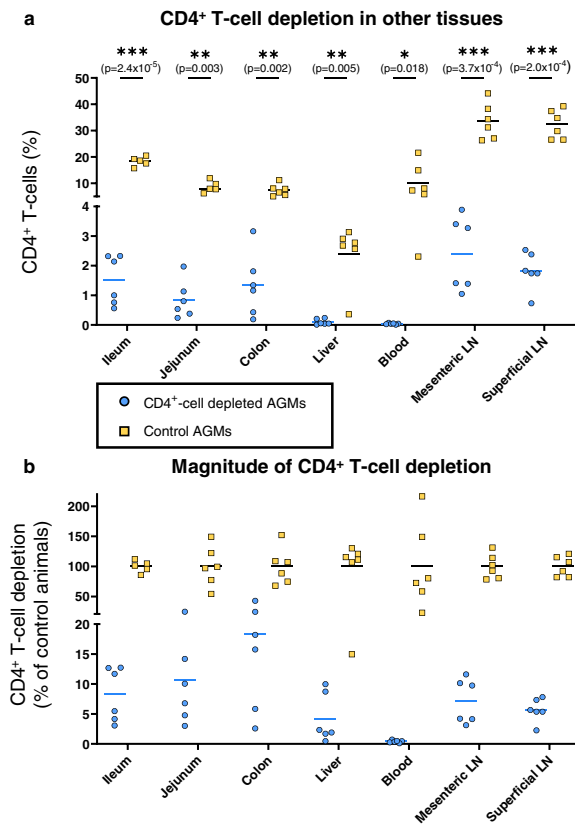 a
CD4⁺ T-cell depletion in other tissues
*** ** ** ** * *** ***
(p=2.4x10⁻⁵) (p=0.003) (p=0.002) (p=0.005) (p=0.018) (p=3.7x10⁻⁴) (p=2.0x10⁻⁴)
CD4⁺ T-cells (%)
50
40
30
20
10
4
3
2
1
0
Ileum Jejunum Colon Liver Blood Mesenteric LN Superficial LN
CD4⁺-cell depleted AGMs
Control AGMs
b
Magnitude of CD4⁺ T-cell depletion
CD4⁺ T-cell depletion
(% of control animals)
200
150
100
50
20
15
10
5
0
Ileum Jejunum Colon Liver Blood Mesenteric LN Superficial LN